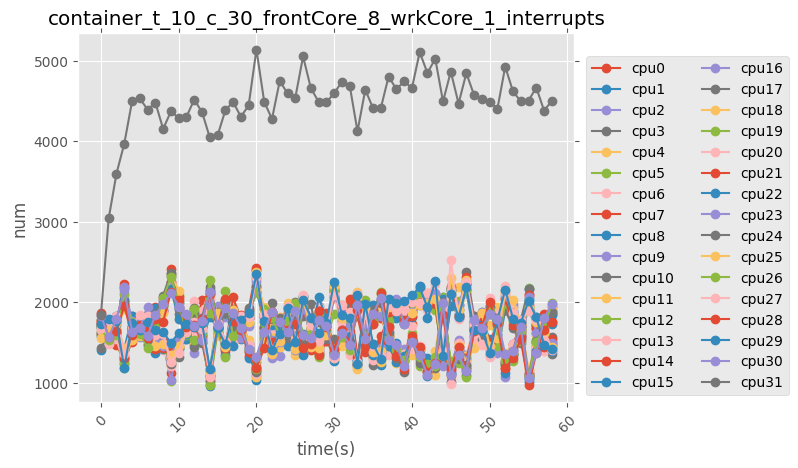 container_t_10_c_30_frontCore_8_wrkCore_1_interrupts
num
5000
4000
3000
2000
1000
0
10
20
30
40
50
60
time(s)
cpu0
cpu1
cpu2
cpu3
cpu4
cpu5
cpu6
cpu7
cpu8
cpu9
cpu10
cpu11
cpu12
cpu13
cpu14
cpu15
cpu16
cpu17
cpu18
cpu19
cpu20
cpu21
cpu22
cpu23
cpu24
cpu25
cpu26
cpu27
cpu28
cpu29
cpu30
cpu31